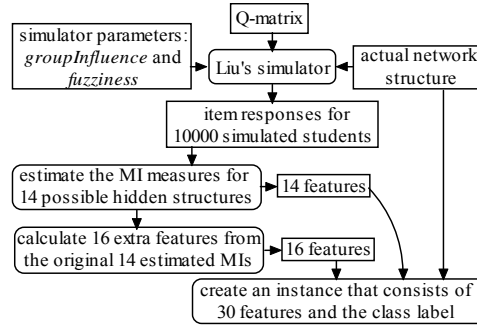 Q-matrix
simulator parameters:
groupInfluence and
fuzziness
Liu's simulator
actual network
structure
item responses for
10000 simulated students
estimate the MI measures for
14 possible hidden structures
14 features
calculate 16 extra features from
the original 14 estimated MIs
16 features
create an instance that consists of
30 features and the class label